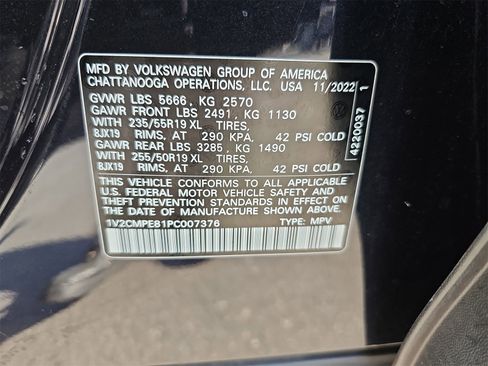 MFD BY VOLKSWAGEN GROUP OF AMERICA
CHATTANOOGA OPERATIONS, LLC. USA 11/2022
GVWR LBS 5666, KG 2570
GAWR FRONT LBS 2491, KG 1130
WITH 235/55R19 XL TIRES,
8JX19 RIMS, AT 290 KPA, 42 PSI COLD
GAWR REAR LBS 3285, KG 1490
WITH 255/50R19 XL TIRES,
8JX19 RIMS, AT 290 KPA, 42 PSI COLD
THIS VEHICLE CONFORMS TO ALL APPLICABLE
U.S. FEDERAL MOTOR VEHICLE SAFETY AND
THEFT PREVENTION STANDARDS IN EFFECT ON THE
DATE OF MANUFACTURE SHOWN ABOVE
1V2CMPE81PC007376 TYPE: MPV
4220037 1